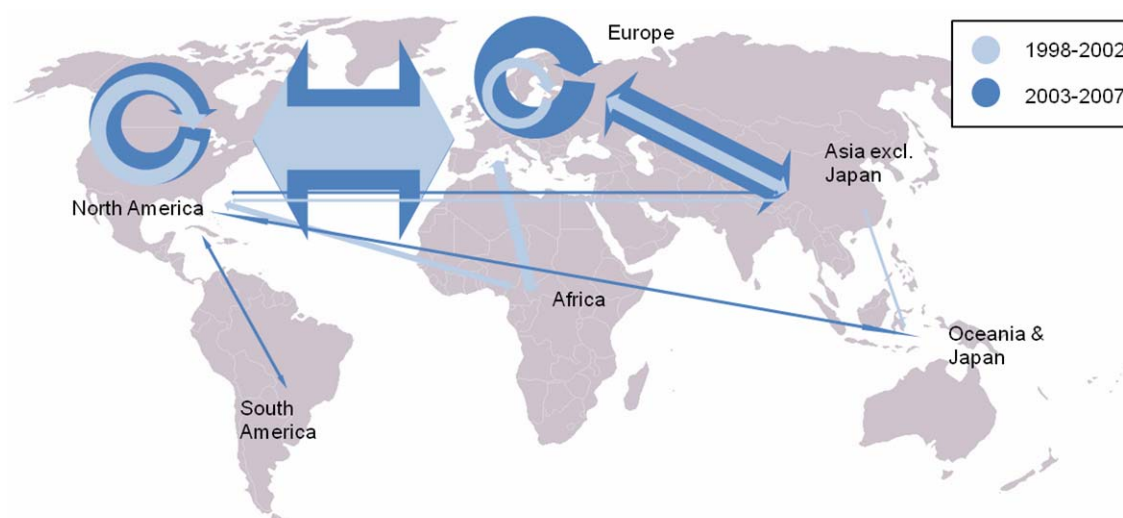 Europe
1998-2002
2003-2007
Asia excl.
Japan
North America
Africa
Oceania &
Japan
South
America